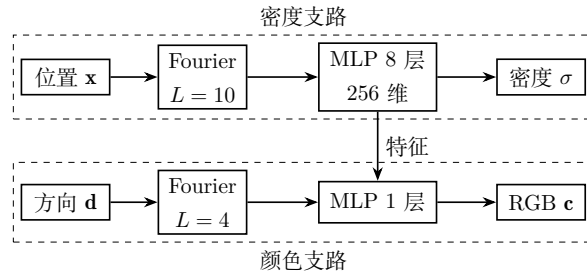 密度支路
位置 x
Fourier
L = 10
MLP 8 层
256 维
密度 σ
特征
方向 d
Fourier
L = 4
MLP 1 层
RGB c
颜色支路